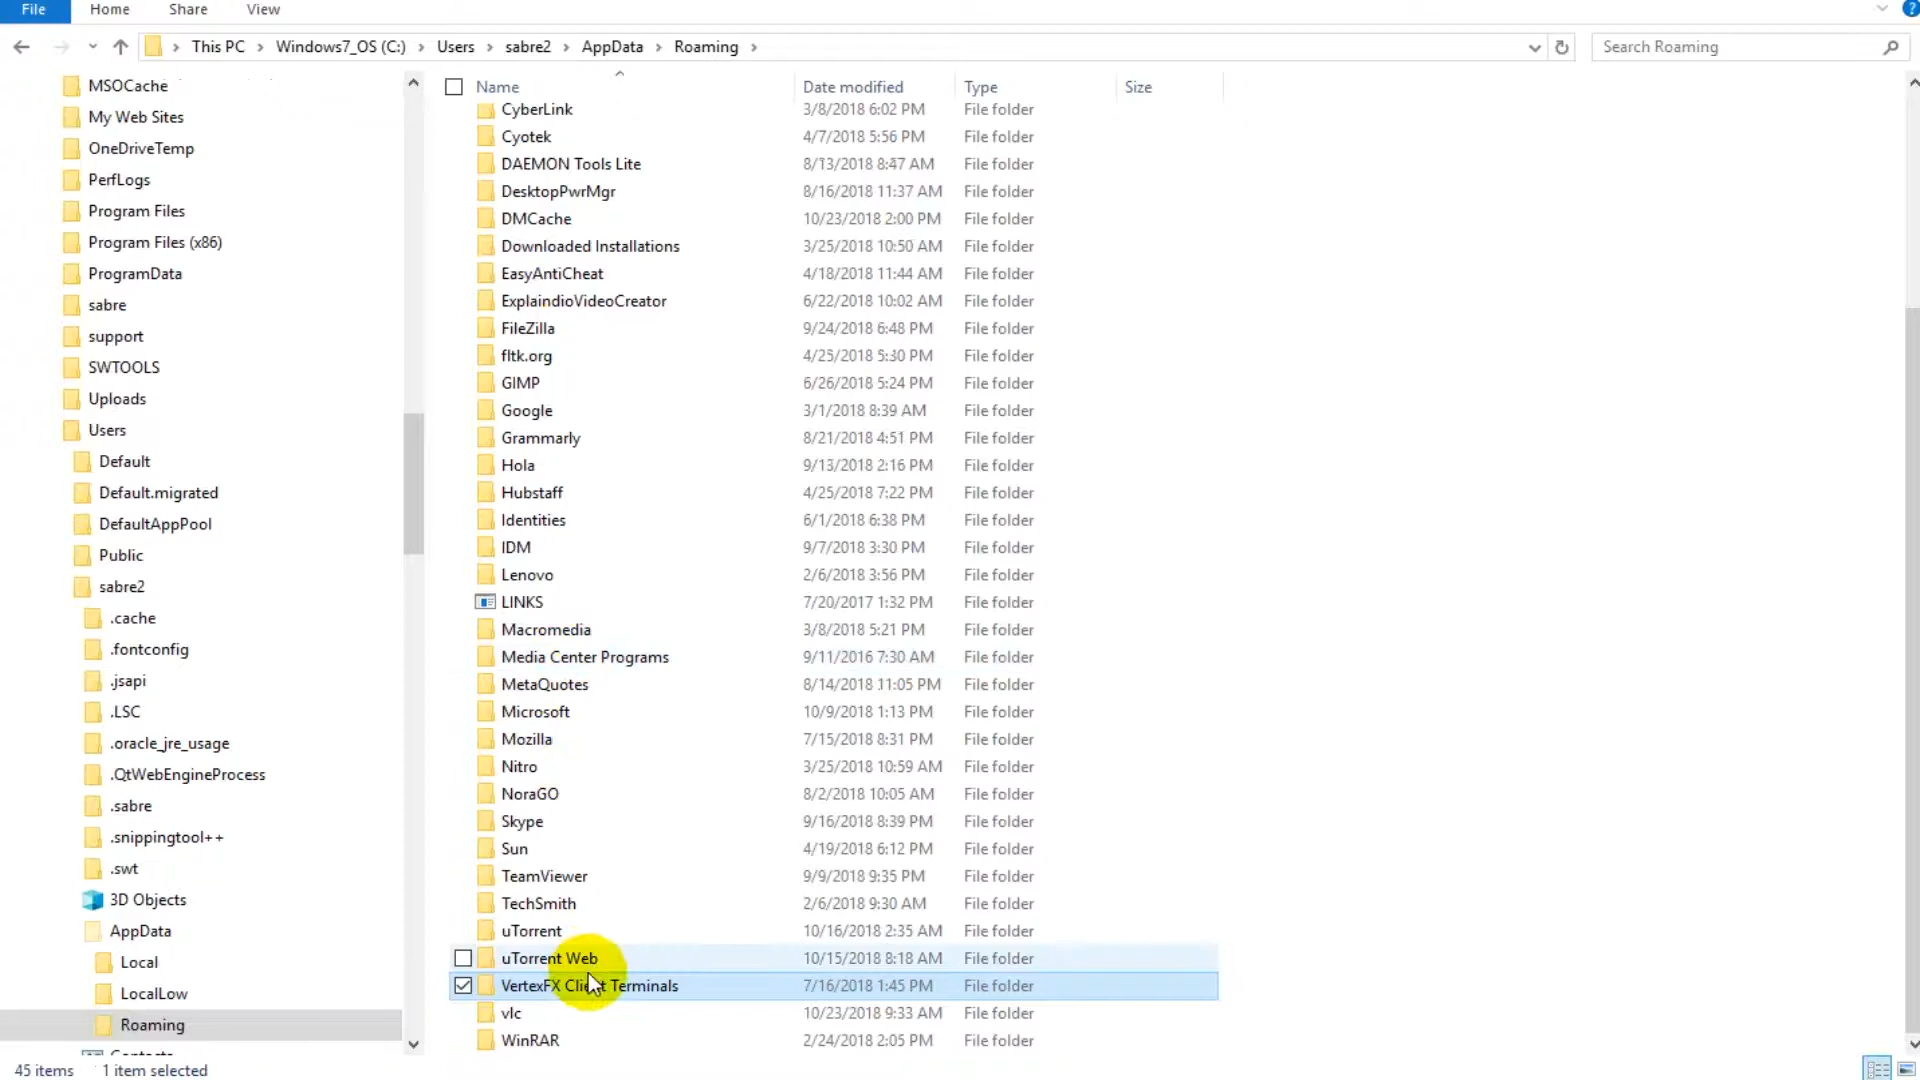 File Home Share View
This PC Windows7_OS (C:) Users sabre2 AppData Roaming
Search Roaming
MSOCache
My Web Sites
OneDriveTemp
PerfLogs
Program Files
Program Files (x86)
ProgramData
sabre
support
SWTOOLS
Uploads
Users
Default
Default.migrated
DefaultAppPool
Public
sabre2
.cache
.fontconfig
.jsapi
.LSC
.oracle_jre_usage
.QtWebEngineProcess
.sabre
.snippingtool++
.swt
3D Objects
AppData
Local
LocalLow
Roaming
Name Date modified Type Size
CyberLink 3/8/2018 6:02 PM File folder
Cyotek 4/7/2018 5:56 PM File folder
DAEMON Tools Lite 8/13/2018 8:47 AM File folder
DesktopPwrMgr 8/16/2018 11:37 AM File folder
DMCache 10/23/2018 2:00 PM File folder
Downloaded Installations 3/25/2018 10:50 AM File folder
EasyAntiCheat 4/18/2018 11:44 AM File folder
ExplaindioVideoCreator 6/22/2018 10:02 AM File folder
FileZilla 9/24/2018 6:48 PM File folder
fltk.org 4/25/2018 5:30 PM File folder
GIMP 6/26/2018 5:24 PM File folder
Google 3/1/2018 8:39 AM File folder
Grammarly 8/21/2018 4:51 PM File folder
Hola 9/13/2018 2:16 PM File folder
Hubstaff 4/25/2018 7:22 PM File folder
Identities 6/1/2018 6:38 PM File folder
IDM 9/7/2018 3:30 PM File folder
Lenovo 2/6/2018 3:56 PM File folder
LINKS 7/20/2017 1:32 PM File folder
Macromedia 3/8/2018 5:21 PM File folder
Media Center Programs 9/11/2016 7:30 AM File folder
MetaQuotes 8/14/2018 11:05 PM File folder
Microsoft 10/9/2018 1:13 PM File folder
Mozilla 7/15/2018 8:31 PM File folder
Nitro 3/25/2018 10:59 AM File folder
NoraGO 8/2/2018 10:05 AM File folder
Skype 9/16/2018 8:39 PM File folder
Sun 4/19/2018 6:12 PM File folder
TeamViewer 9/9/2018 9:35 PM File folder
TechSmith 2/6/2018 9:30 AM File folder
uTorrent 10/16/2018 2:35 AM File folder
uTorrent Web 10/15/2018 8:18 AM File folder
VertexFX Client Terminals 7/16/2018 1:45 PM File folder
vlc 10/23/2018 9:33 AM File folder
WinRAR 2/24/2018 2:05 PM File folder
45 items 1 item selected